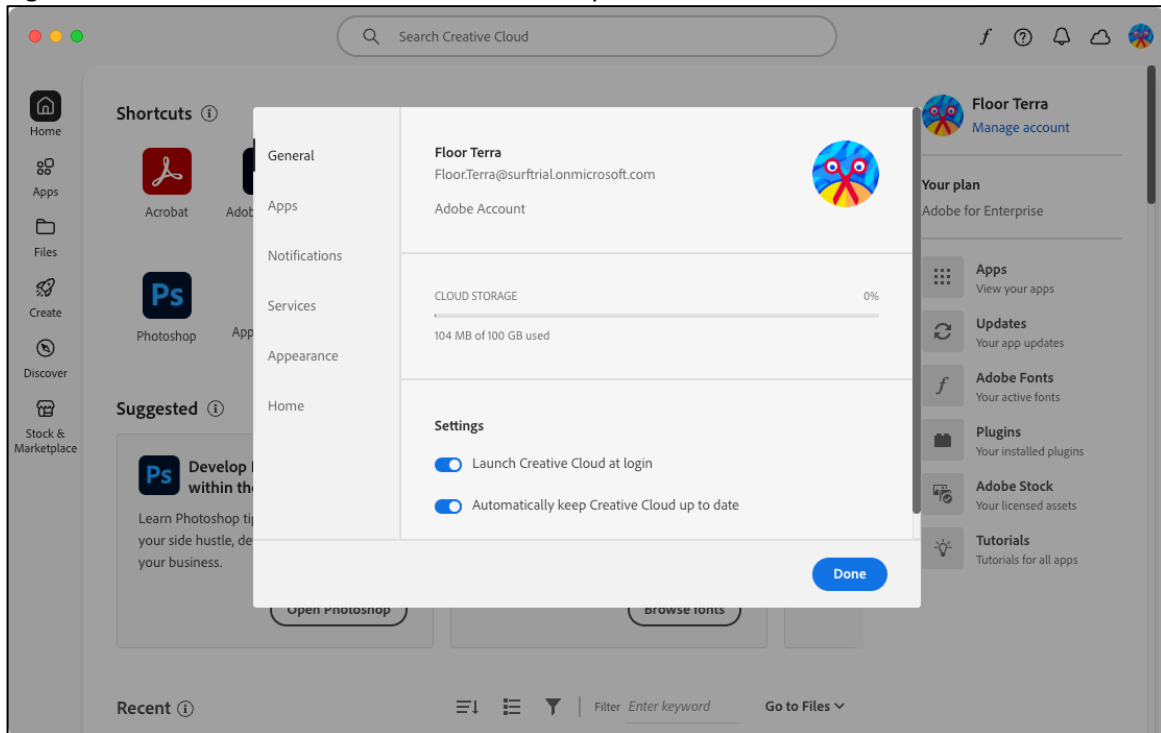 Search Creative Cloud
f
Home
Apps
Files
Create
Discover
Stock &
Marketplace
Shortcuts
Acrobat
Adob
Ps
Photoshop
App
Suggested
Ps
Develop
within th
Learn Photoshop ti
your side hustle, de
your business.
Open Photoshop
Browse fonts
Recent
Filter Enter keyword
Go to Files
General
Apps
Notifications
Services
Appearance
Home
Floor Terra
Floor.Terra@surftrial.onmicrosoft.com
Adobe Account
CLOUD STORAGE 0%
104 MB of 100 GB used
Settings
Launch Creative Cloud at login
Automatically keep Creative Cloud up to date
Done
Floor Terra
Manage account
Your plan
Adobe for Enterprise
Apps
View your apps
Updates
Your app updates
f
Adobe Fonts
Your active fonts
Plugins
Your installed plugins
Adobe Stock
Your licensed assets
Tutorials
Tutorials for all apps